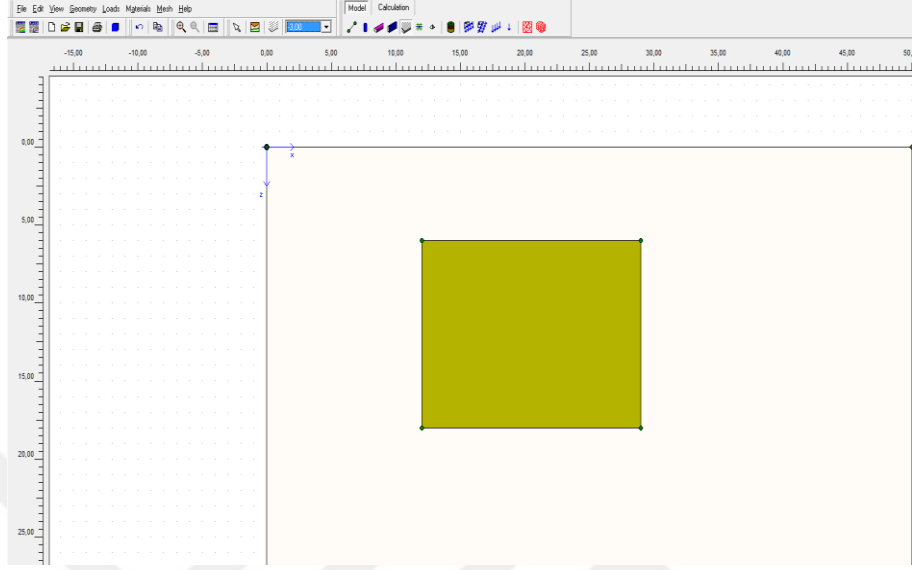 File Edit View Geometry Loads Materials Mesh Help
Model Calculation
-3,00
-15,00 -10,00 -5,00 0,00 5,00 10,00 15,00 20,00 25,00 30,00 35,00 40,00 45,00 50,
0,00
x
z
5,00
10,00
15,00
20,00
25,00